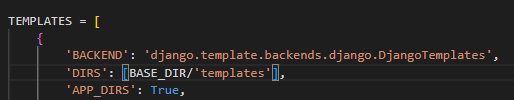 TEMPLATES = [
    {
        'BACKEND': 'django.template.backends.django.DjangoTemplates',
        'DIRS': [BASE_DIR/'templates'],
        'APP_DIRS': True,